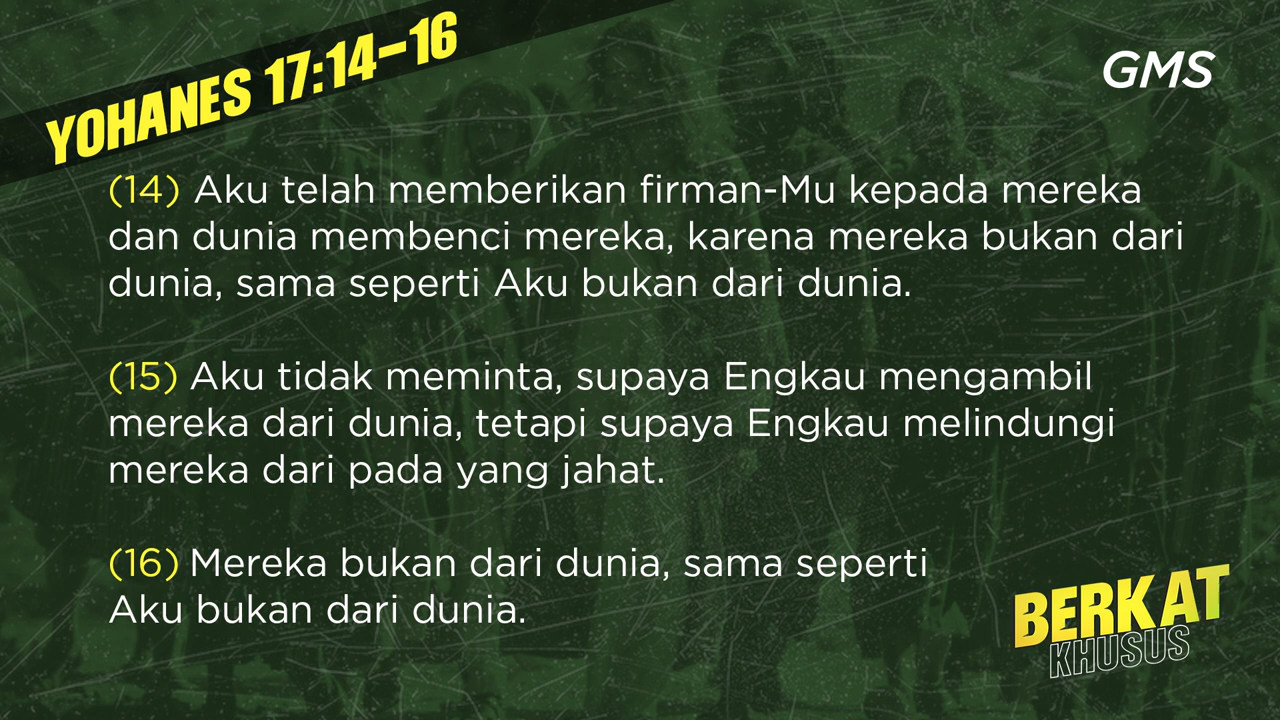 YOHANES 17:14–16
GMS
(14) Aku telah memberikan firman-Mu kepada mereka
dan dunia membenci mereka, karena mereka bukan dari
dunia, sama seperti Aku bukan dari dunia.
(15) Aku tidak meminta, supaya Engkau mengambil
mereka dari dunia, tetapi supaya Engkau melindungi
mereka dari pada yang jahat.
(16) Mereka bukan dari dunia, sama seperti
Aku bukan dari dunia.
BERKAT
KHUSUS